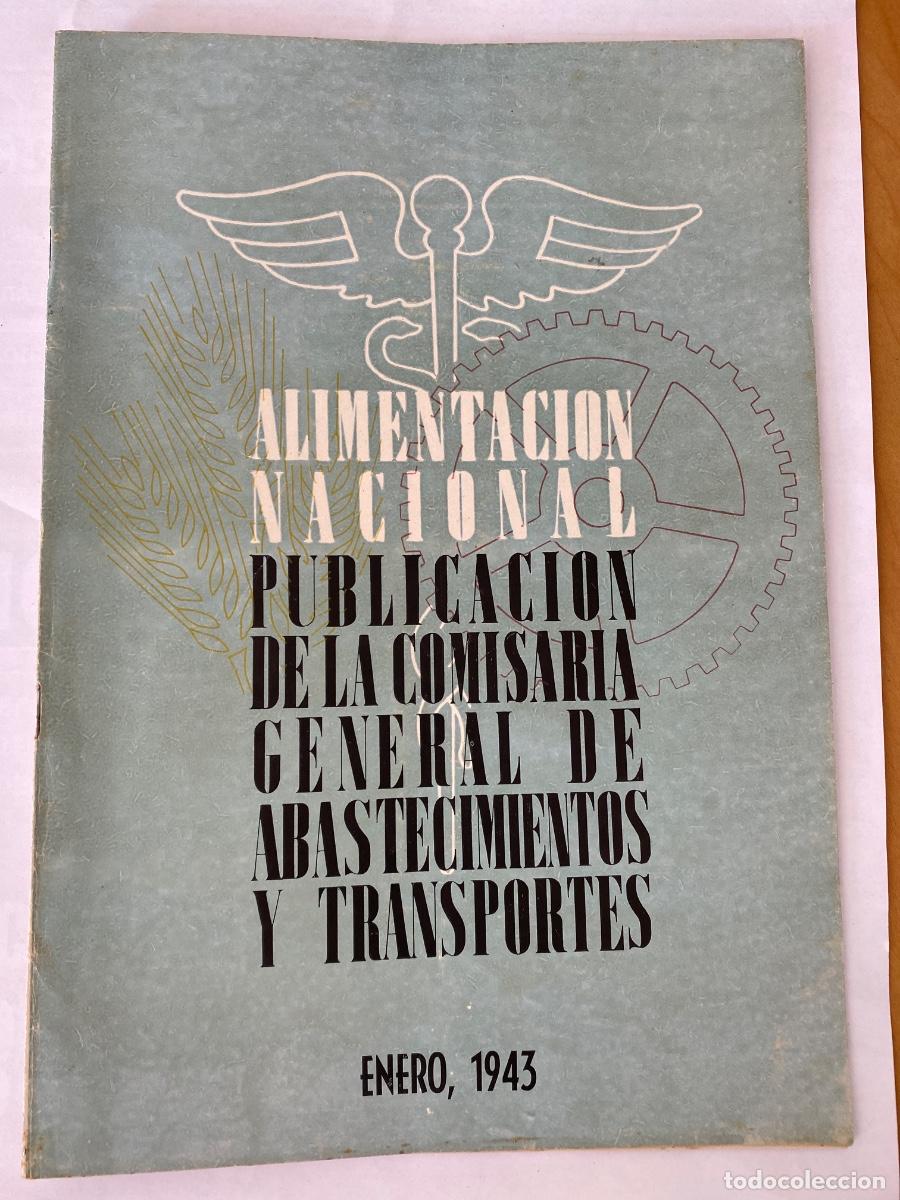 ALIMENTACION
NACIONAL
PUBLICACION
DE LA COMISARIA
GENERAL DE
ABASTECIMIENTOS
Y TRANSPORTES
ENERO, 1943
todocoleccion